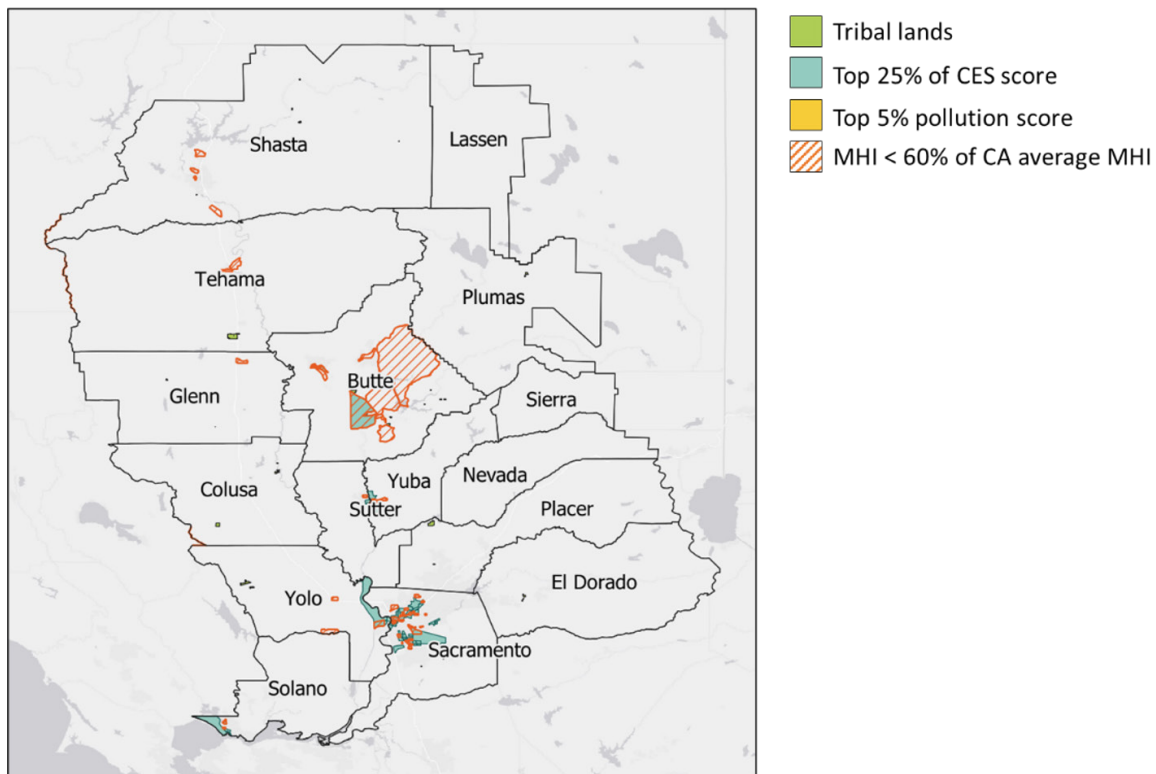 Tribal lands
Top 25% of CES score
Top 5% pollution score
MHI < 60% of CA average MHI
Shasta
Lassen
Tehama
Plumas
Butte
Glenn
Sierra
Yuba
Nevada
Colusa
Sutter
Placer
El Dorado
Yolo
Sacramento
Solano